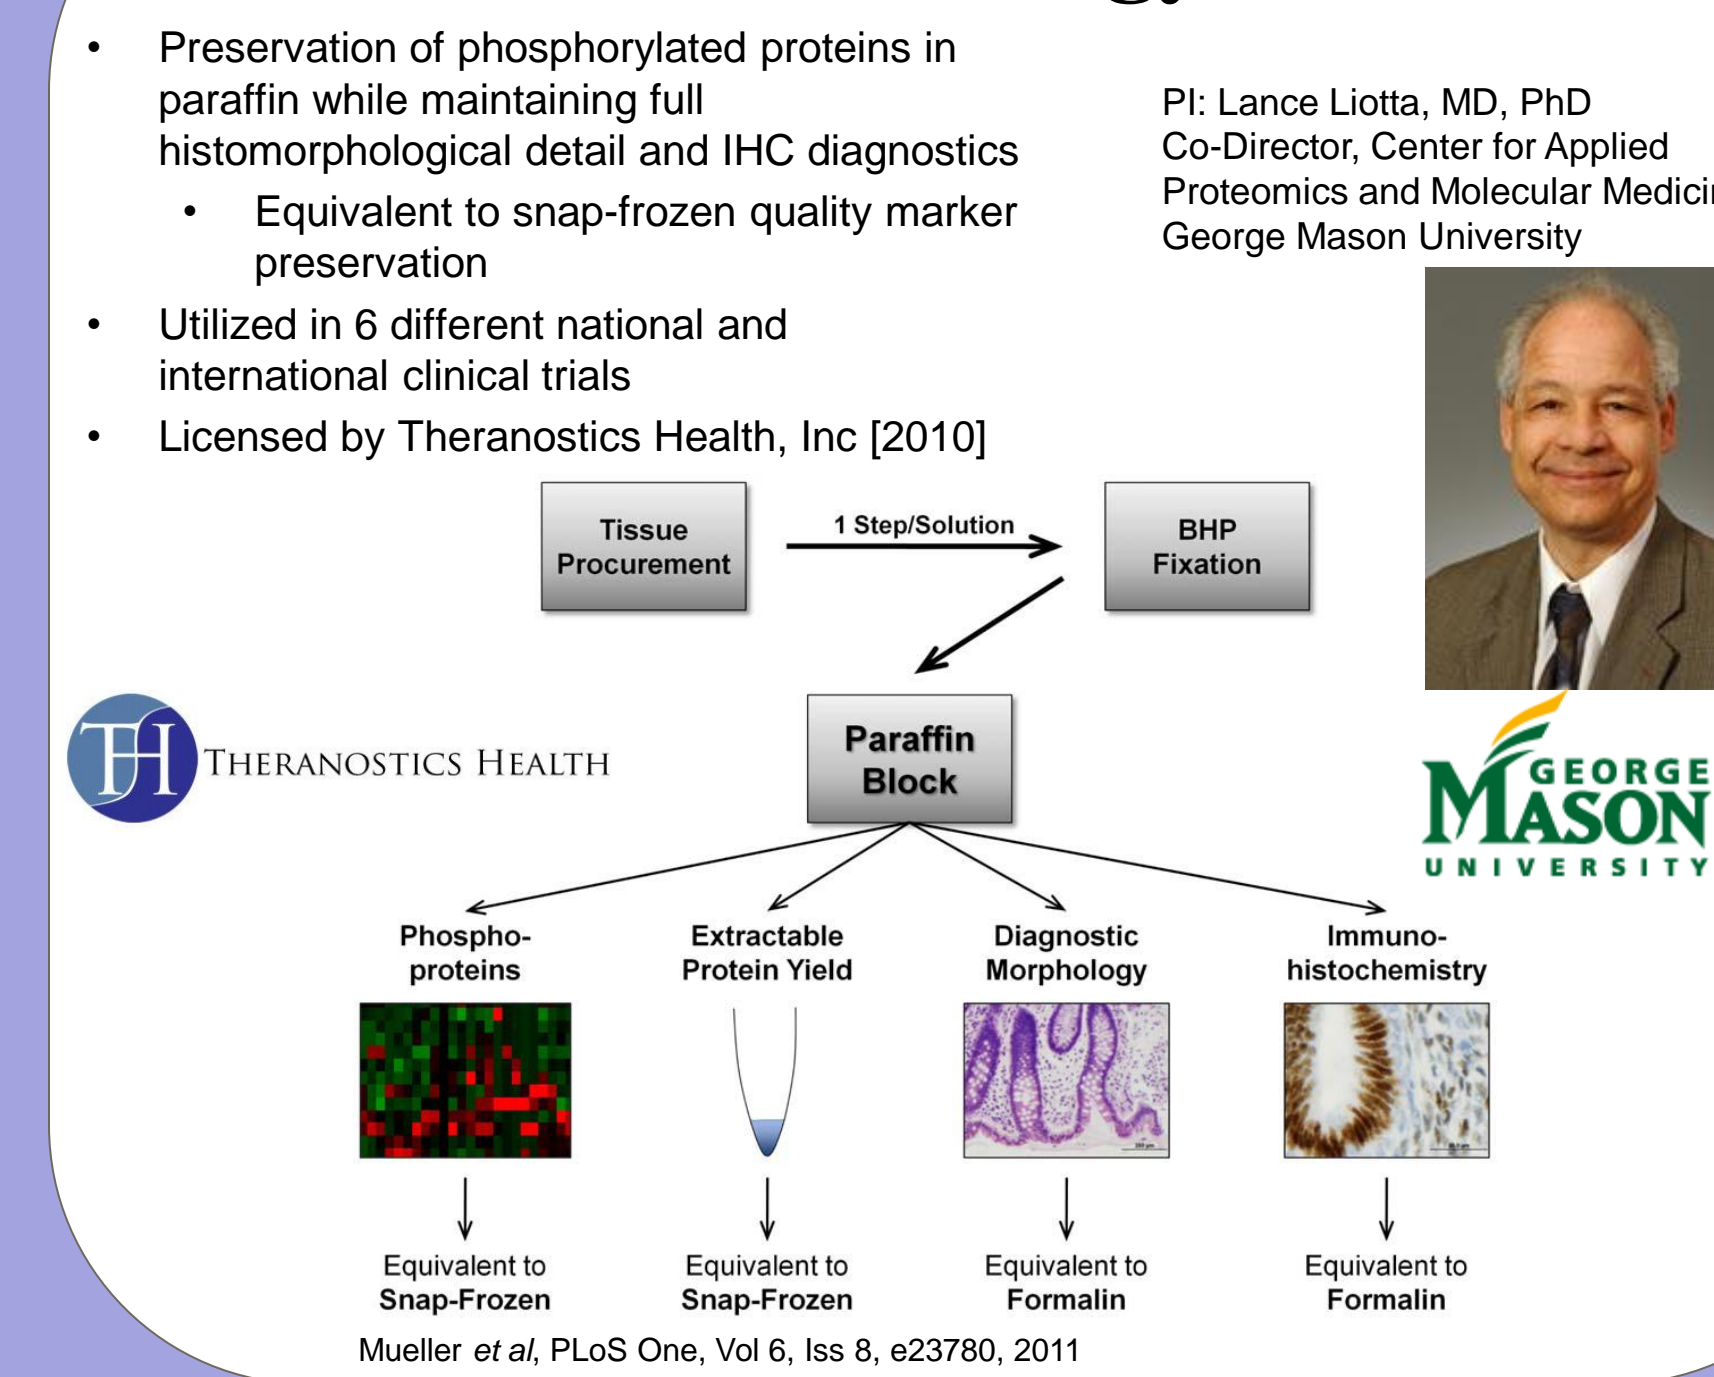 • Preservation of phosphorylated proteins in
paraffin while maintaining full
histomorphological detail and IHC diagnostics
• Equivalent to snap-frozen quality marker
preservation
• Utilized in 6 different national and
international clinical trials
• Licensed by Theranostics Health, Inc [2010]
PI: Lance Liotta, MD, PhD
Co-Director, Center for Applied
Proteomics and Molecular
George Mason University
Tissue
Procurement
1 Step/Solution
BHP
Fixation
Paraffin
Block
TH
THERANOSTICS HEALTH
GEORGE
MASON
UNIVERSITY
Phospho-
proteins
Extractable
Protein Yield
Diagnostic
Morphology
Immuno-
histochemistry
Equivalent to
Snap-Frozen
Equivalent to
Snap-Frozen
Equivalent to
Formalin
Equivalent to
Formalin
Mueller et al, PLoS One, Vol 6, Iss 8, e23780, 2011